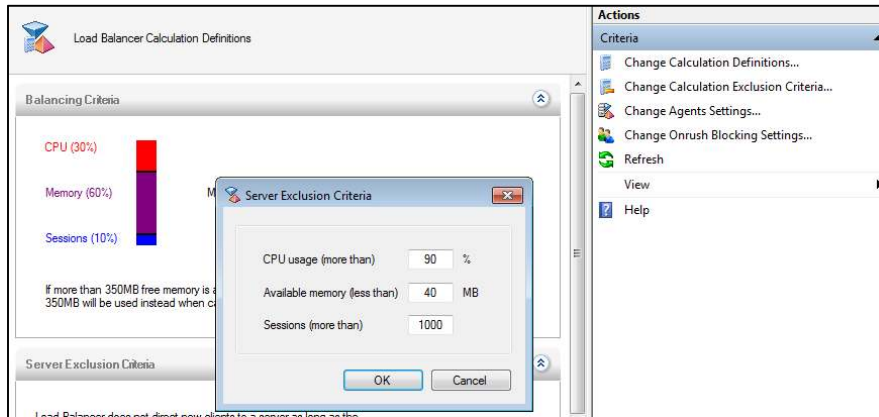 Load Balancer Calculation Definitions
Balancing Criteria
CPU (30%)
Memory (60%)
M
Sessions (10%)
If more than 350MB free memory is a
350MB will be used instead when ca
Server Exclusion Criteria
Load Balancer does not direct new clients to a server as long as the
Server Exclusion Criteria
CPU usage (more than) 90 %
Available memory (less than) 40 MB
Sessions (more than) 1000
OK Cancel
Actions
Criteria
Change Calculation Definitions...
Change Calculation Exclusion Criteria...
Change Agents Settings...
Change Onrush Blocking Settings...
Refresh
View
Help